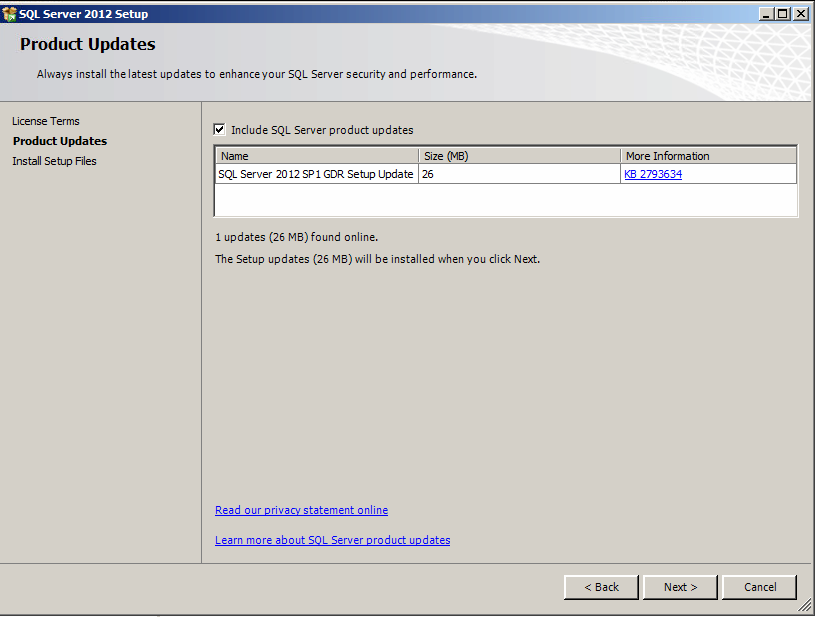 SQL Server 2012 Setup
Product Updates
Always install the latest updates to enhance your SQL Server security and performance.
License Terms
Product Updates
Install Setup Files
Include SQL Server product updates
Name Size (MB) More Information
SQL Server 2012 SP1 GDR Setup Update 26 KB 2793634
1 updates (26 MB) found online.
The Setup updates (26 MB) will be installed when you click Next.
Read our privacy statement online
Learn more about SQL Server product updates
< Back Next > Cancel